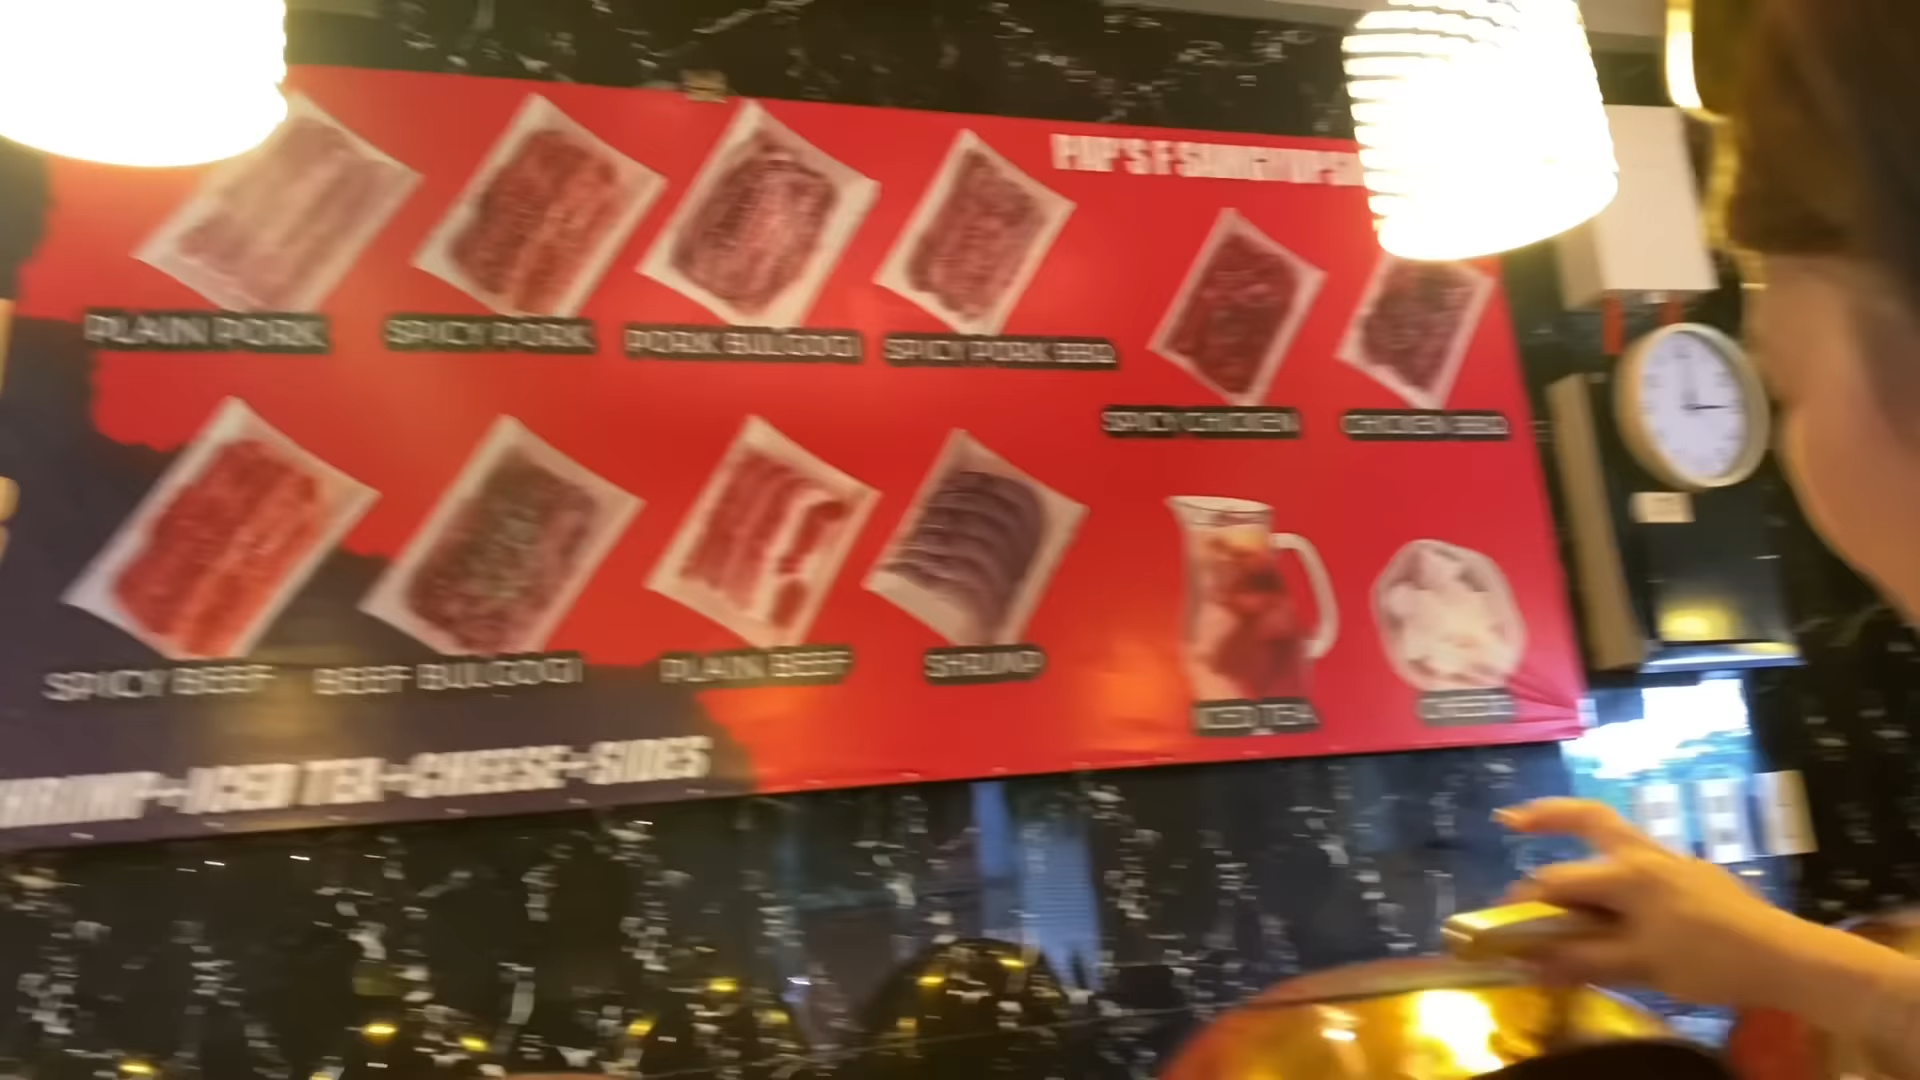 PLAIN PORK
SPICY PORK
PORK BULGOGI
SPICY PORK BBQ
SPICY CHICKEN
CHICKEN BBQ
SPICY BEEF
BEEF BULGOGI
PLAIN BEEF
SHRIMP
ICED TEA
CHEESE
HRIMP+ICED TEA+CHEESE+SIDES